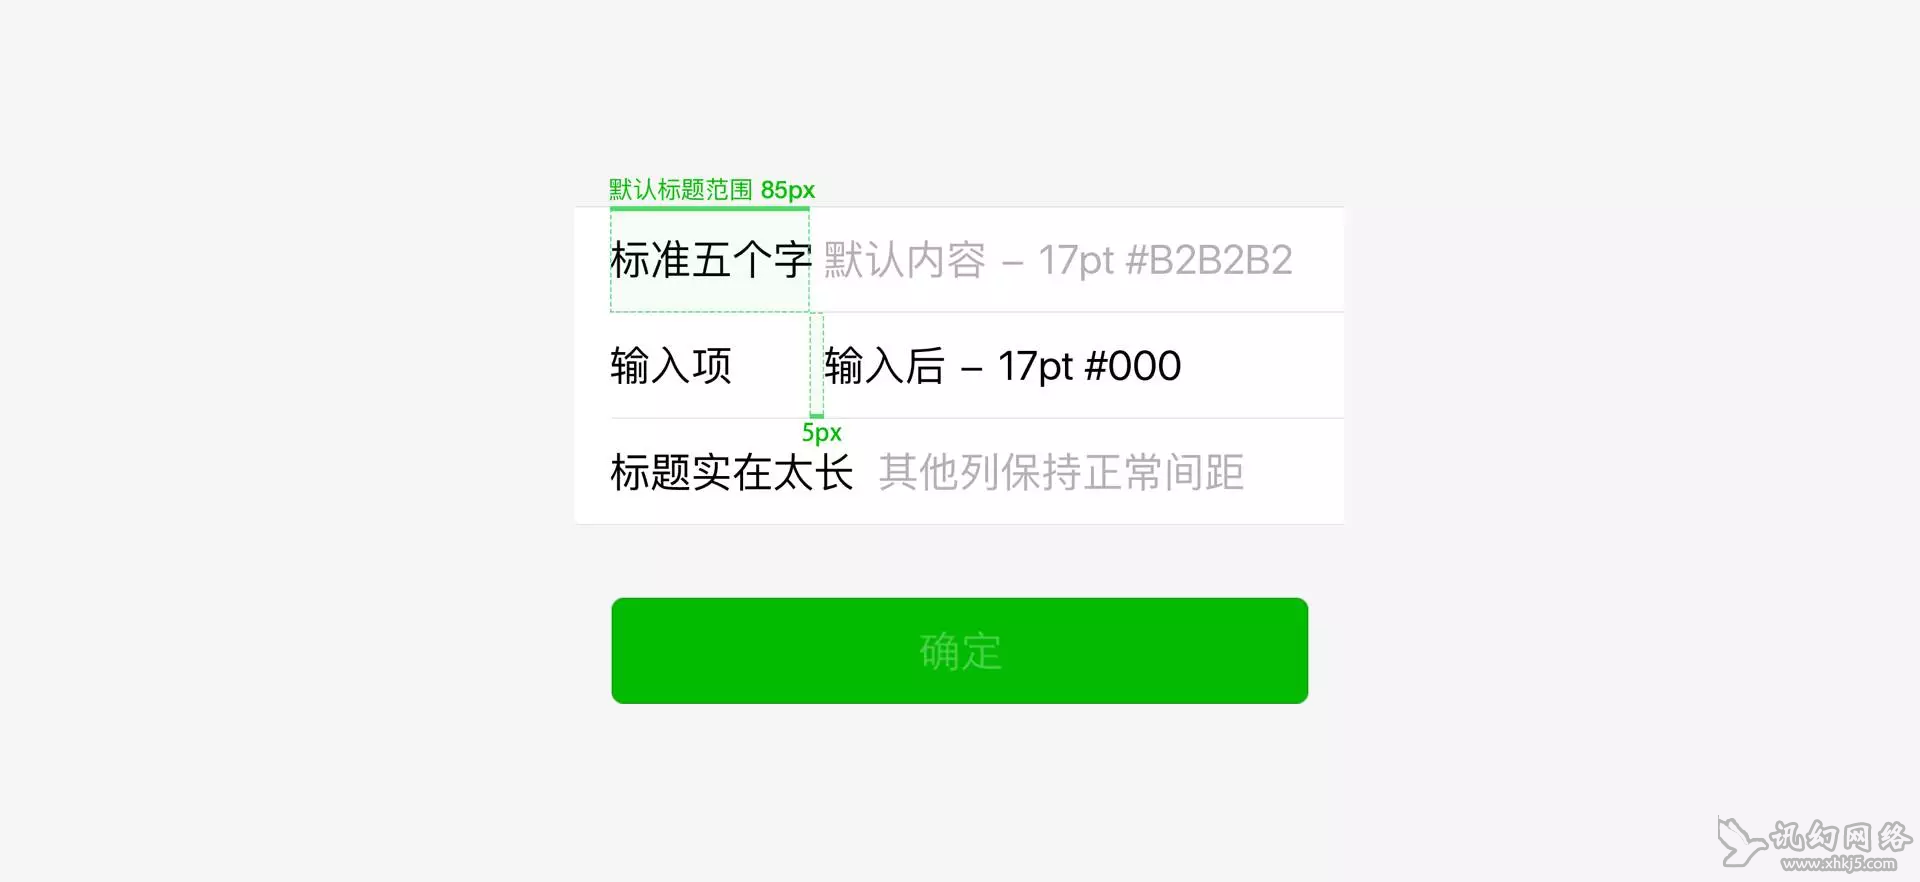 默认标题范围 85px
标准五个字 默认内容 – 17pt #B2B2B2
输入项 输入后 – 17pt #000
5px
标题实在太长 其他列保持正常间距
确定
讯幻网络
www.xhkj5.com